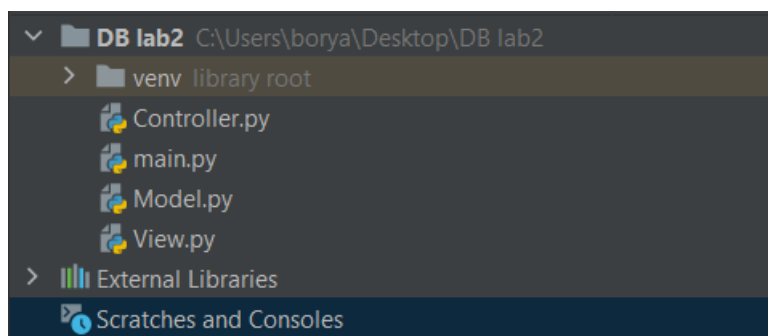 DB lab2 C:\Users\borya\Desktop\DB lab2
venv library root
Controller.py
main.py
Model.py
View.py
External Libraries
Scratches and Consoles